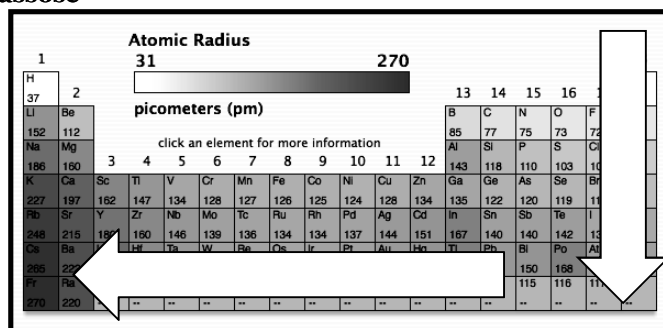 Atomic Radius
1 31 270
H
37 2 13 14 15 16
picometers (pm)
Li Be B C N O F
152 112 85 77 75 73 72
click an element for more information
Na Mg Al Si P S Cl
186 160 3 4 5 6 7 8 9 10 11 12 143 118 110 103
K Ca Sc Ti V Cr Mn Fe Co Ni Cu Zn Ga Ge As Se Br
227 197 162 147 134 128 127 126 125 124 128 134 135 122 120 119
Rb Sr Y Zr Nb Mo Tc Ru Rh Pd Ag Cd In Sn Sb Te I
248 215 180 160 146 139 136 134 134 137 144 151 167 140 140 142
Cs Ba Hf Ta W Re Os Ir Pt Au Hg Tl Pb Bi Po At
265 222 150 168
Fr Ra 115 116 117
270 220 -- -- -- -- -- -- -- -- -- -- -- -- -- -- -- --